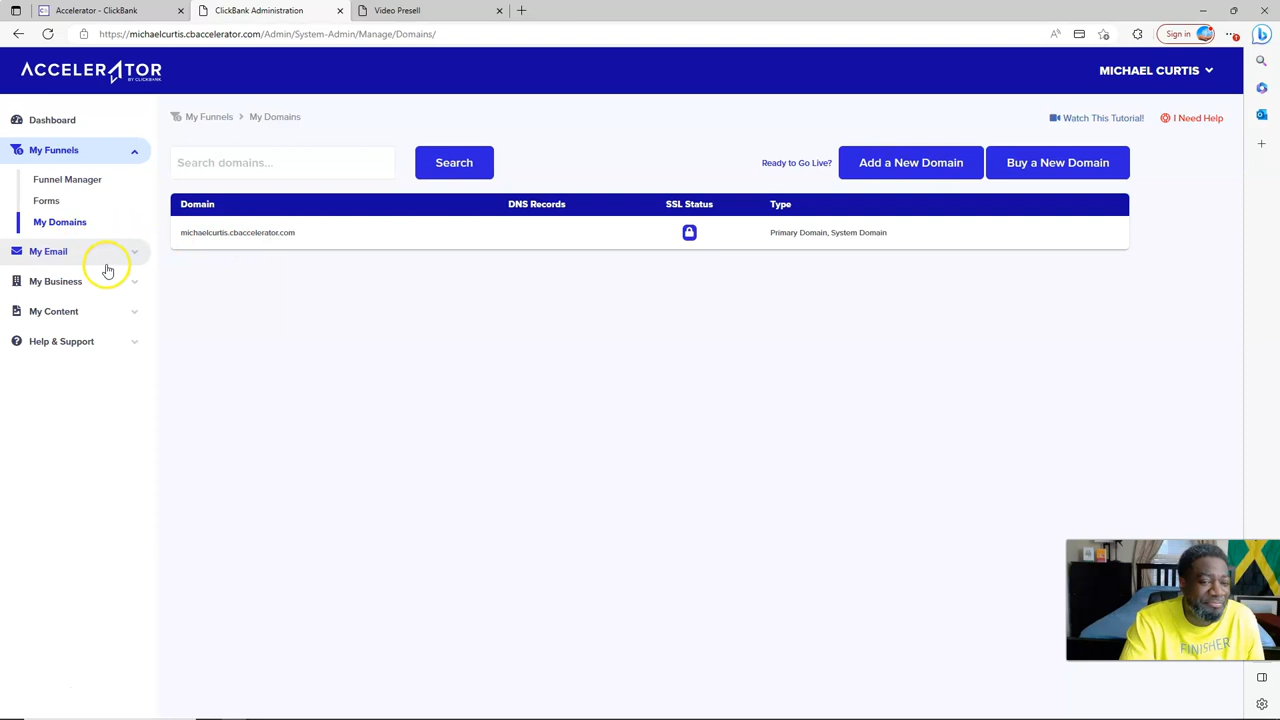 Accelerator - ClickBank
ClickBank Administration
Video Presell
https://michaelcurtis.cbaccelerator.com/Admin/System-Admin/Manage/Domains/
Sign in
ACCELERATOR
BY CLICKBANK
MICHAEL CURTIS
Dashboard
My Funnels
Funnel Manager
Forms
My Domains
My Email
My Business
My Content
Help & Support
My Funnels > My Domains
Watch This Tutorial!
I Need Help
Search domains...
Search
Ready to Go Live?
Add a New Domain
Buy a New Domain
Domain DNS Records SSL Status Type
michaelcurtis.cbaccelerator.com Primary Domain, System Domain
FINISHER